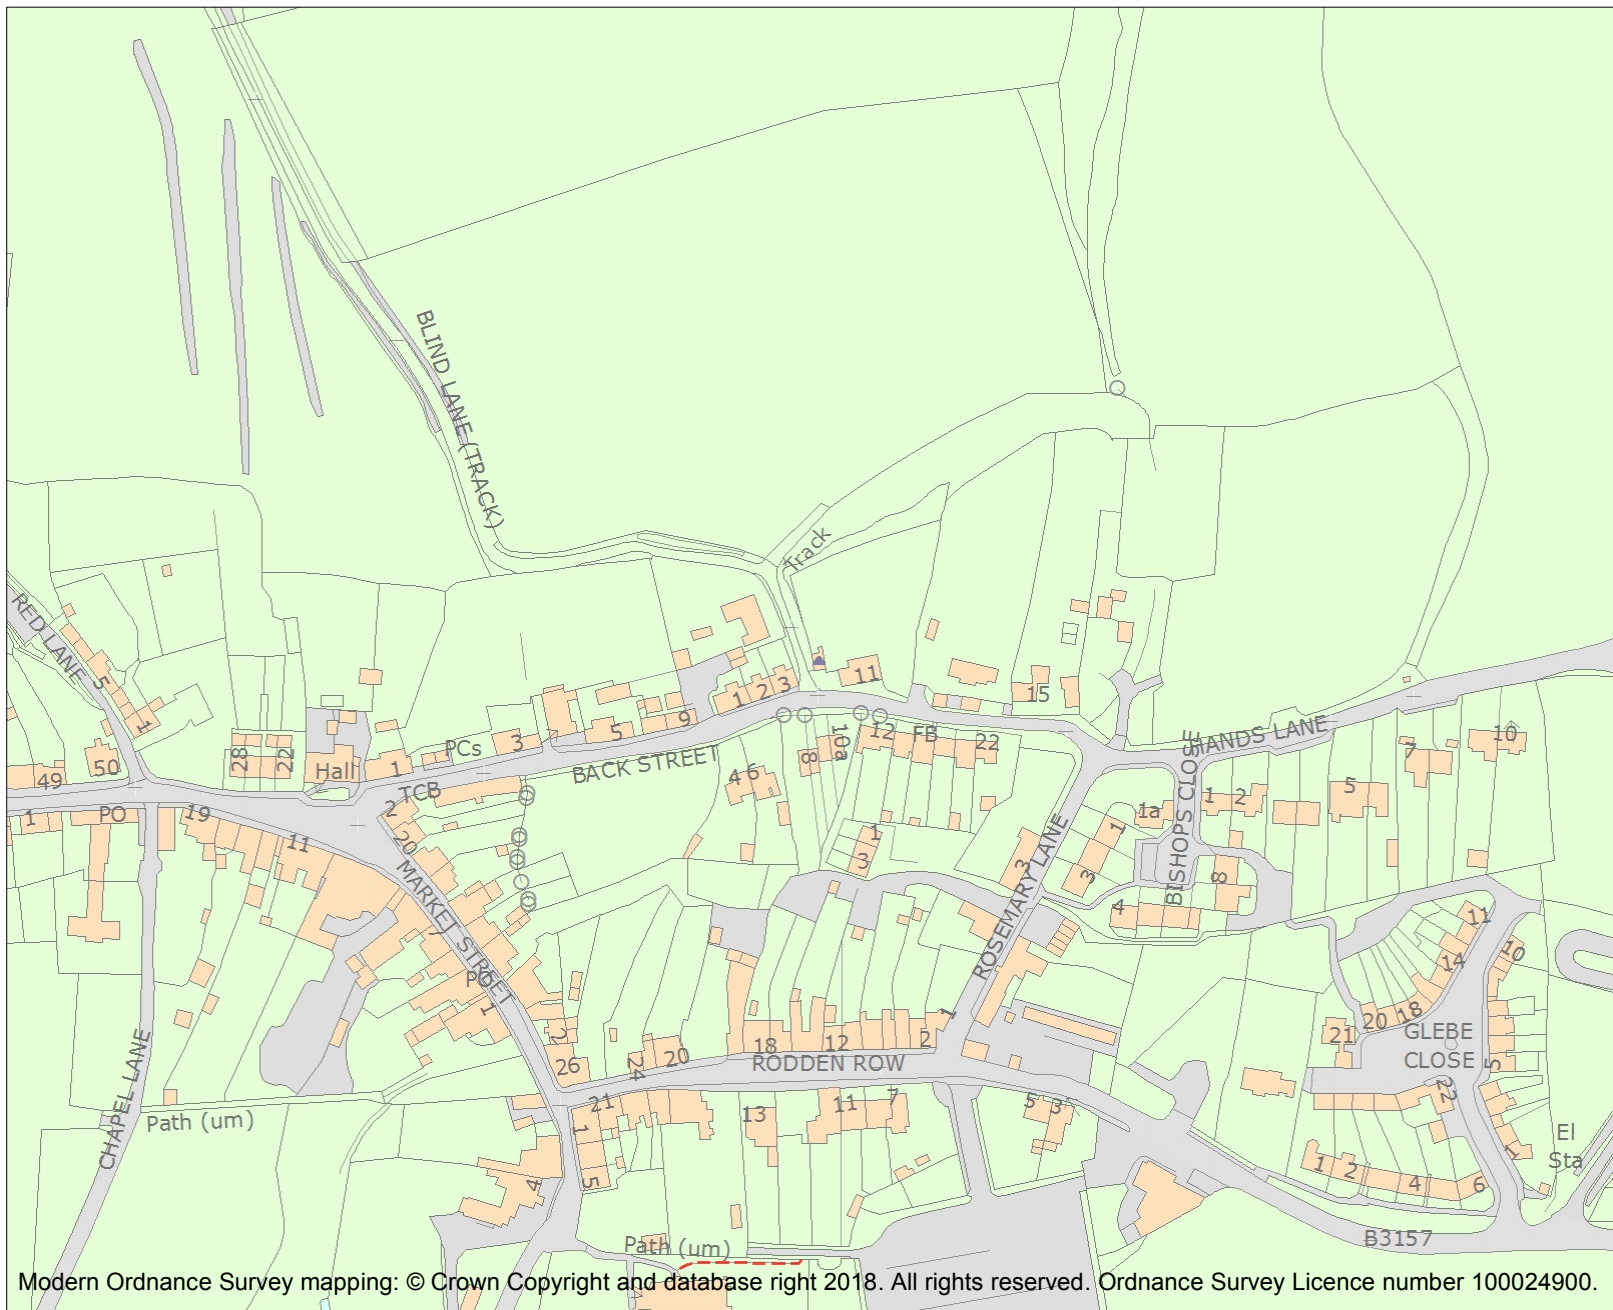 BLIND LANE (TRACK)
Track
RED LANE
5
1
49
50
28
22
Hall
1
PCs
3
5
9
1 2 3
11
15
1
PO
19
11
2
TCB
20
BACK STREET
4 6
8
10a
12
FB
22
HANDS LANE
7
10
5
1
3
3
ROSEMARY LANE
1
3
1a
BISHOPS CLOSE
1 2
8
4
MARKET STREET
PO
1
2
26
24
20
18
12
2
1
RODDEN ROW
11
10
14
18
20
21
GLEBE
CLOSE
5
22
CHAPEL LANE
Path (um)
21
1
5
4
13
11
7
5
3
1
2
4
6
1
El
Sta
B3157
Path (um)
Modern Ordnance Survey mapping: © Crown Copyright and database right 2018. All rights reserved. Ordnance Survey Licence number 100024900.